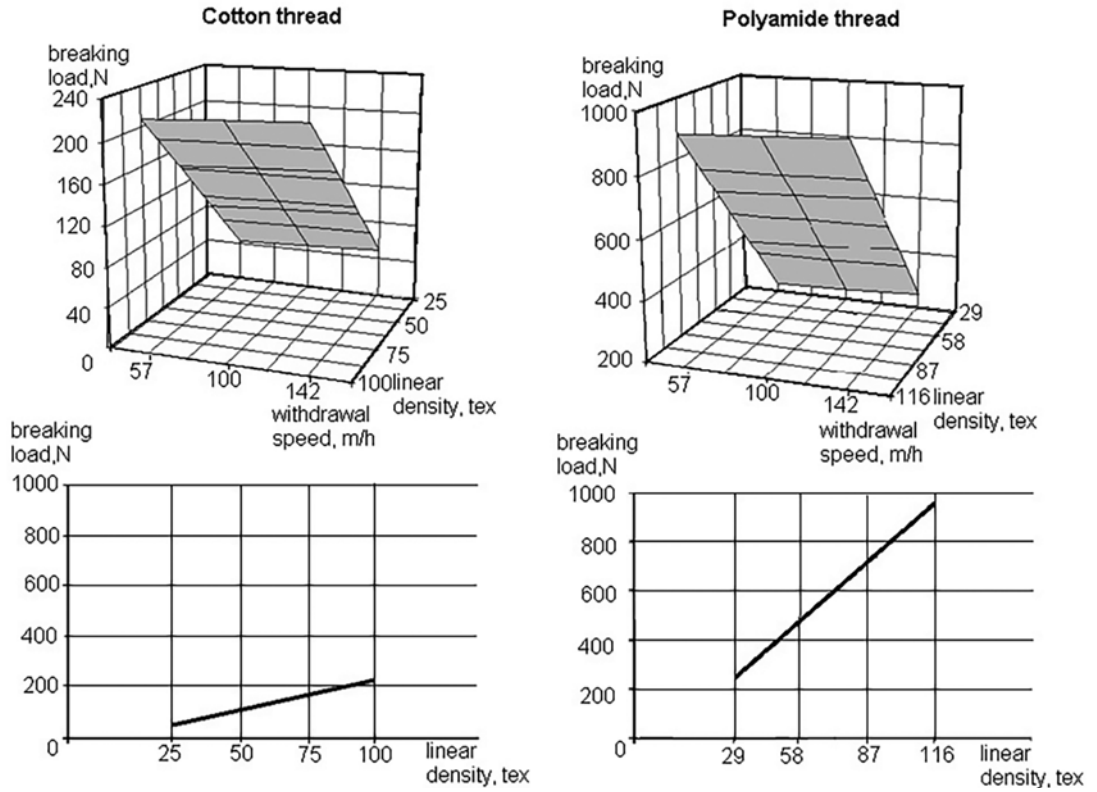 Cotton thread
breaking
load,N
240
200
160
120
80
40
0
57
100
142
withdrawal
speed, m/h
25
50
75
100linear
density, tex
Polyamide thread
breaking
load,N
1000
800
600
400
200
57
100
142
withdrawal
speed, m/h
29
58
87
116 linear
density, tex
breaking
load,N
1000
800
600
400
200
0
25 50 75 100 linear
density, tex
breaking
load,N
1000
800
600
400
200
0
29 58 87 116 linear
density, tex